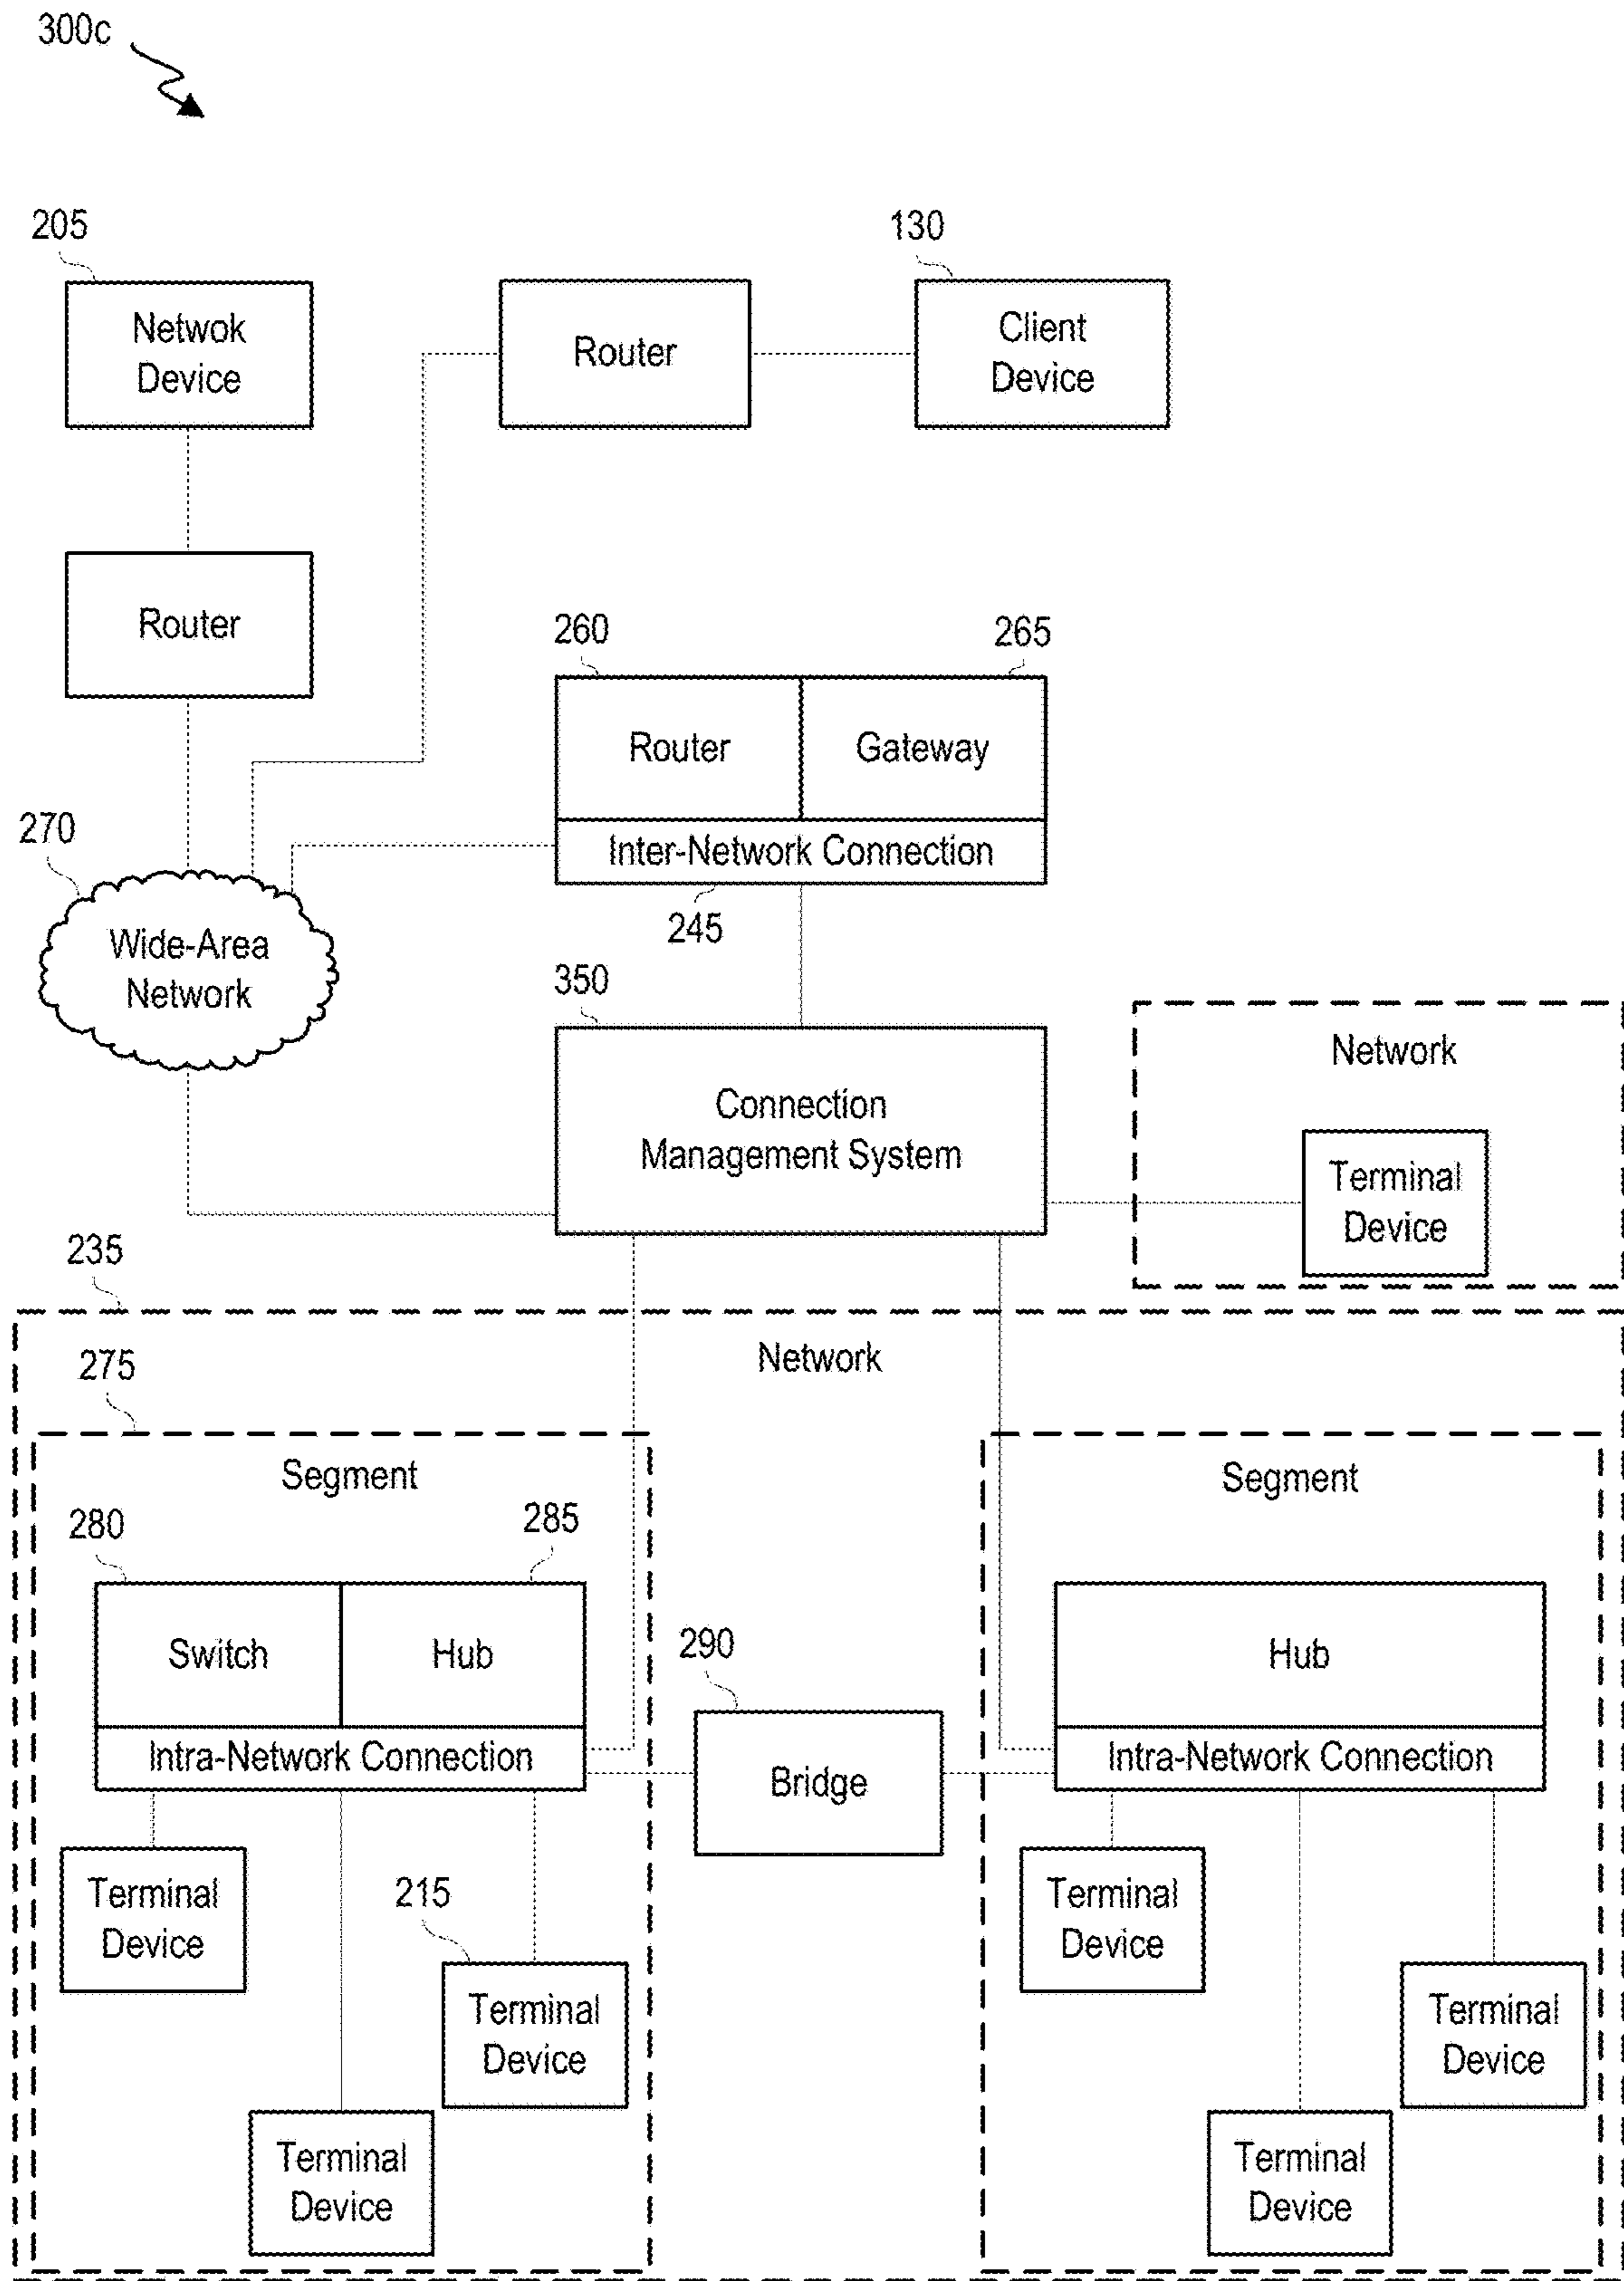 300c
205
130
Netwok
Device
Router
Client
Device
Router
260
265
Router
Gateway
270
Inter-Network Connection
245
Wide-Area
Network
350
Connection
Management System
Network
Terminal
Device
235
Network
275
Segment
Segment
280
285
Switch
Hub
290
Hub
Intra-Network Connection
Bridge
Intra-Network Connection
Terminal
Device
215
Terminal
Device
Terminal
Device
Terminal
Device
Terminal
Device
Terminal
Device